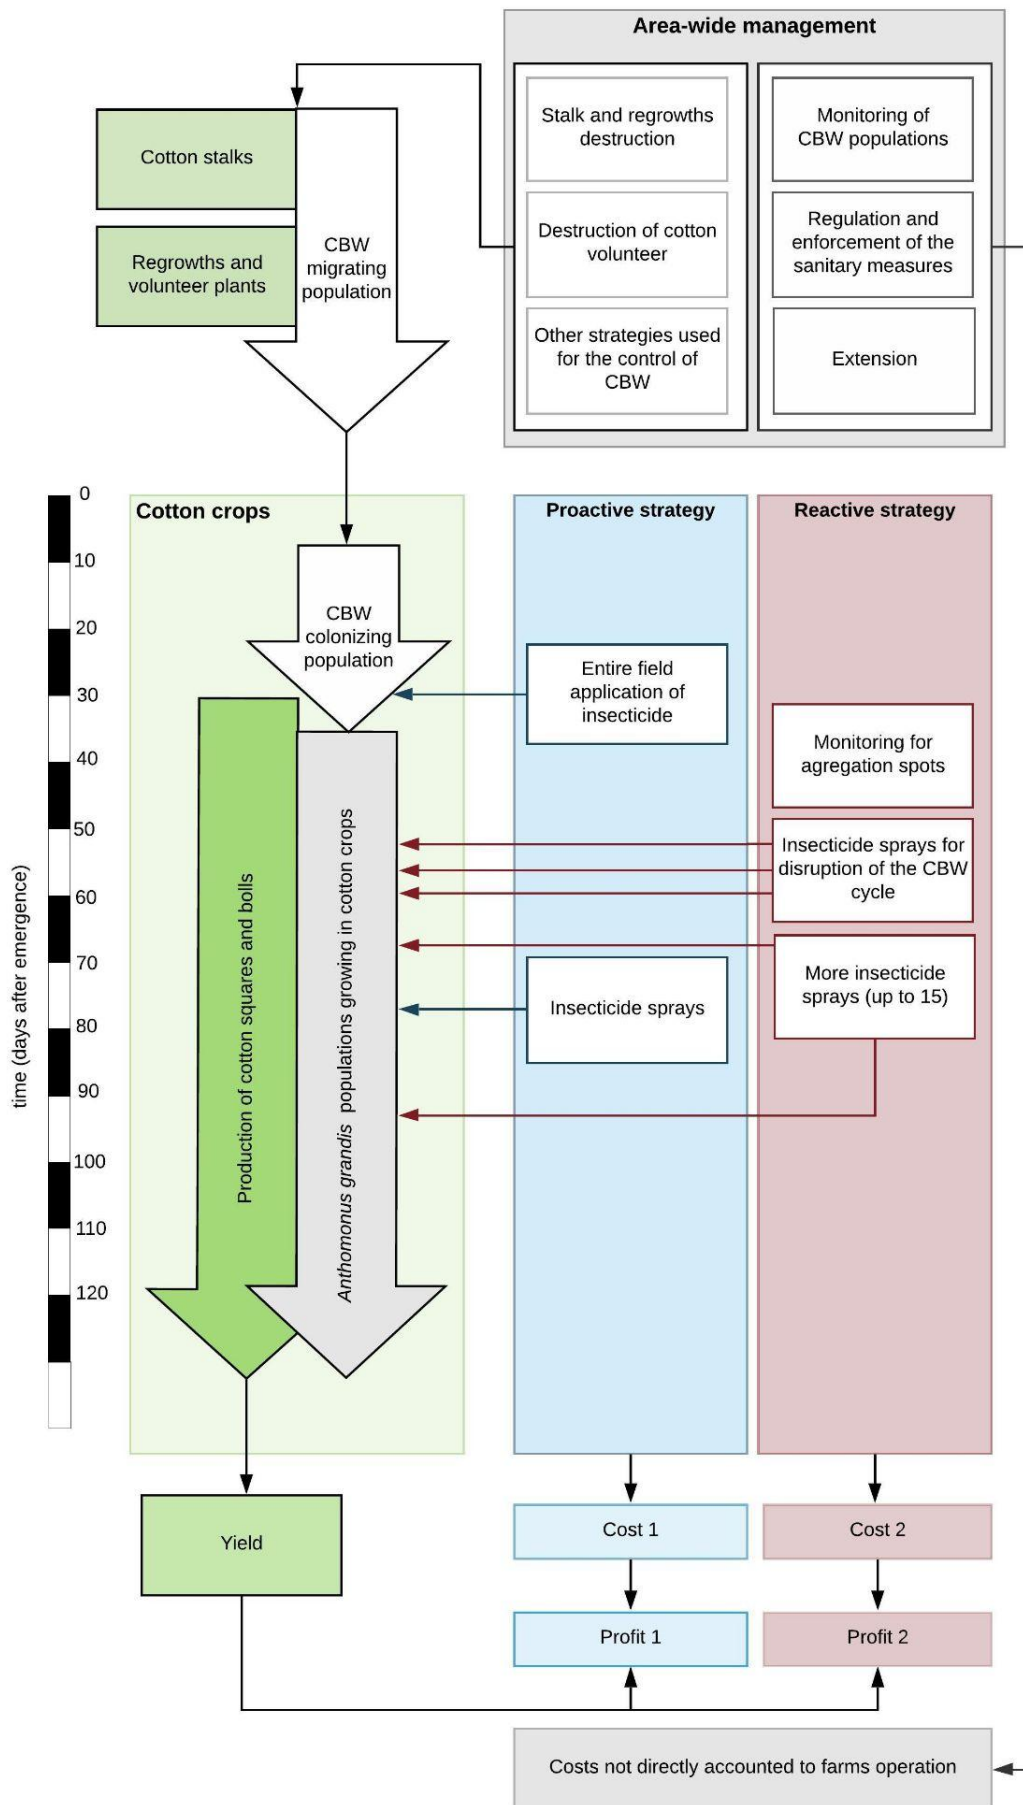 Area-wide management
Stalk and regrowths
destruction
Destruction of cotton
volunteer
Other strategies used
for the control of
CBW
Monitoring of
CBW populations
Regulation and
enforcement of the
sanitary measures
Extension
Cotton stalks
Regrowths and
volunteer plants
CBW
migrating
population
time (days after emergence)
0
10
20
30
40
50
60
70
80
90
100
110
120
Cotton crops
CBW
colonizing
population
Production of cotton squares and bolls
Anthomonus grandis populations growing in cotton crops
Proactive strategy
Entire field
application of
insecticide
Insecticide sprays
Reactive strategy
Monitoring for
agregation spots
Insecticide sprays for
disruption of the CBW
cycle
More insecticide
sprays (up to 15)
Yield
Cost 1
Cost 2
Profit 1
Profit 2
Costs not directly accounted to farms operation